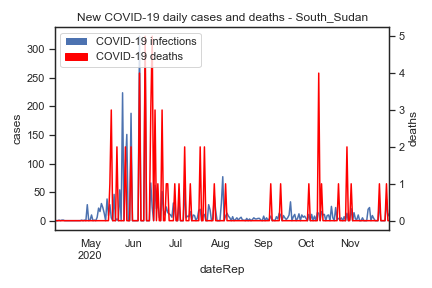 New COVID-19 daily cases and deaths - South_Sudan
COVID-19 infections
COVID-19 deaths
300
250
200
150
100
50
0
cases
5
4
3
2
1
0
deaths
May Jun Jul Aug Sep Oct Nov
2020
dateRep